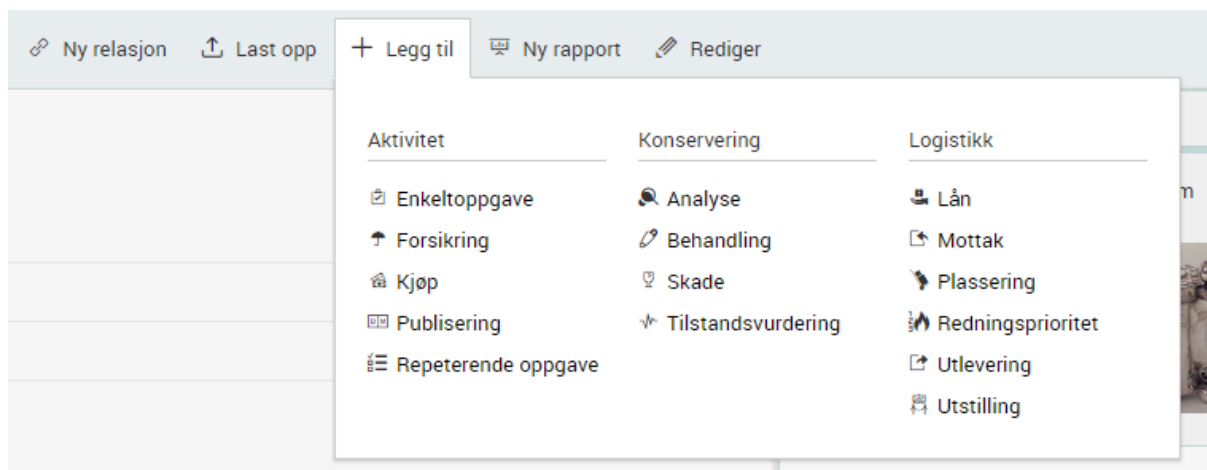 Ny relasjon Last opp Legg til Ny rapport Rediger
Aktivitet
Enkeltoppgave
Forsikring
Kjøp
Publisering
Repeterende oppgave
Konservering
Analyse
Behandling
Skade
Tilstandsvurdering
Logistikk
Lån
Mottak
Plassering
Redningsprioritet
Utlevering
Utstilling
m